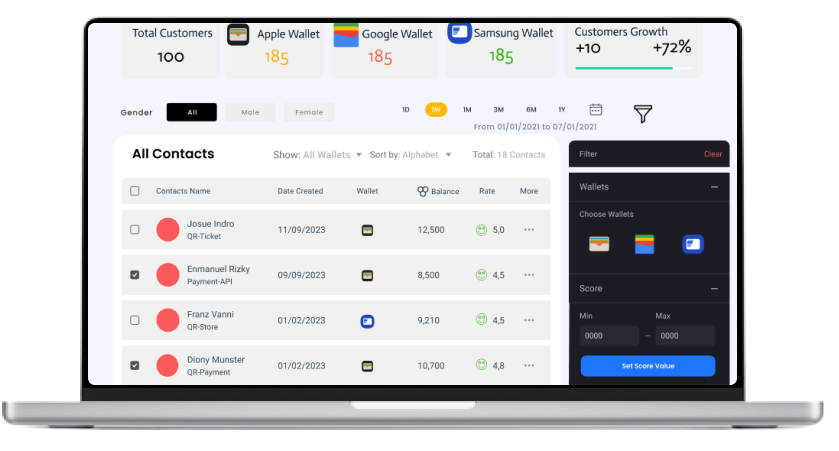 Total Customers
100
Apple Wallet
185
Google Wallet
185
Samsung Wallet
185
Customers Growth
+10 +72%
Gender All Male Female
1D 1W 1M 3M 6M 1Y
From 01/01/2021 to 07/01/2021
All Contacts Show: All Wallets Sort by: Alphabet Total: 18 Contacts
Contacts Name Date Created Wallet Balance Rate More
Josue Indro
QR-Ticket
11/09/2023 12,500 5,0
Enmanuel Rizky
Payment-API
09/09/2023 8,500 4,5
Franz Vanni
QR-Store
01/02/2023 9,210 4,5
Diony Munster
QR-Payment
01/02/2023 10,700 4,8
Filter Clear
Wallets
Choose Wallets
Score
Min Max
0000 – 0000
Set Score Value